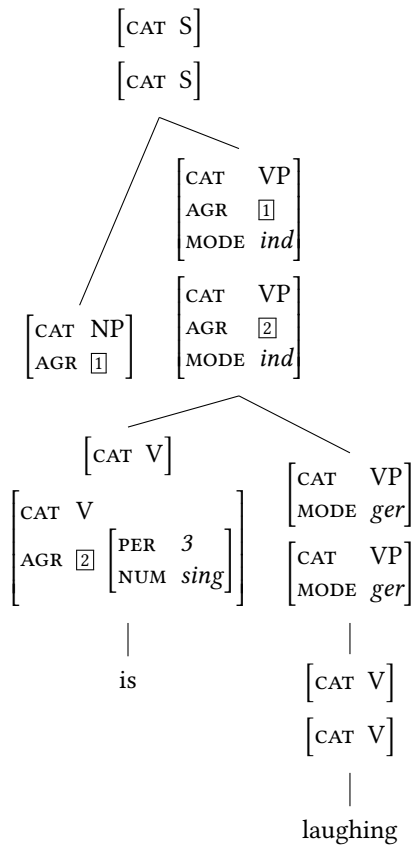 [CAT S]
[CAT S]
[CAT VP
AGR 1
MODE ind]
[CAT NP
AGR 1]
[CAT VP
AGR 2
MODE ind]
[CAT V]
[CAT V
AGR 2 [PER 3
NUM sing]]
[CAT VP
MODE ger]
[CAT VP
MODE ger]
is
[CAT V]
[CAT V]
laughing